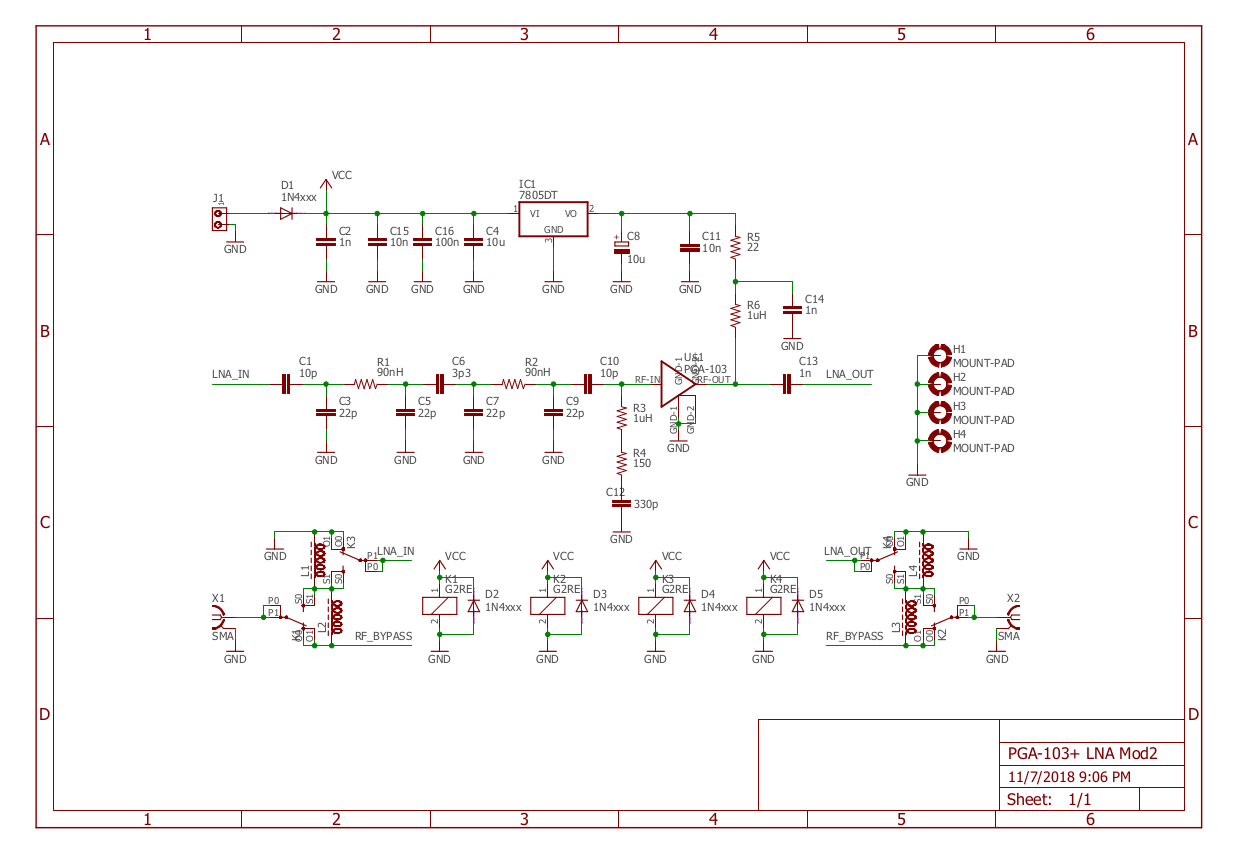 1 2 3 4 5 6
A A
B B
C C
D D
1 2 3 4 5 6
J1
GND
D1
1N4xxx
VCC
C2
1n
GND
C15
10n
GND
C16
100n
GND
C4
10u
GND
IC1
7805DT
1 VI VO 2
GND
3
GND
+
C8
10u
GND
C11
10n
GND
R5
22
R6
1uH
C14
1n
GND
LNA_IN
C1
10p
C3
22p
GND
R1
90nH
C5
22p
GND
C6
3p3
C7
22p
GND
R2
90nH
C9
22p
GND
C10
10p
R3
1uH
R4
150
C12
330p
GND
RF-IN
PGA-103
RF-OUT
GND-1
GND-2
GND
C13
1n
LNA_OUT
H1
MOUNT-PAD
H2
MOUNT-PAD
H3
MOUNT-PAD
H4
MOUNT-PAD
GND
GND
L1
O1
O0
K3
S1
S0
P1
P0
LNA_IN
X1
SMA
GND
P0
P1
S0
S1
K1
O1
O0
L2
RF_BYPASS
VCC
K1
G2RE
1
2
D2
1N4xxx
GND
VCC
K2
G2RE
1
2
D3
1N4xxx
GND
VCC
K3
G2RE
1
2
D4
1N4xxx
GND
VCC
K4
G2RE
1
2
D5
1N4xxx
GND
LNA_OUT
P1
P0
K4
O0
O1
S0
S1
L4
GND
L3
S1
S0
O1
O0
K2
P0
P1
X2
SMA
GND
RF_BYPASS
PGA-103+ LNA Mod2
11/7/2018 9:06 PM
Sheet: 1/1